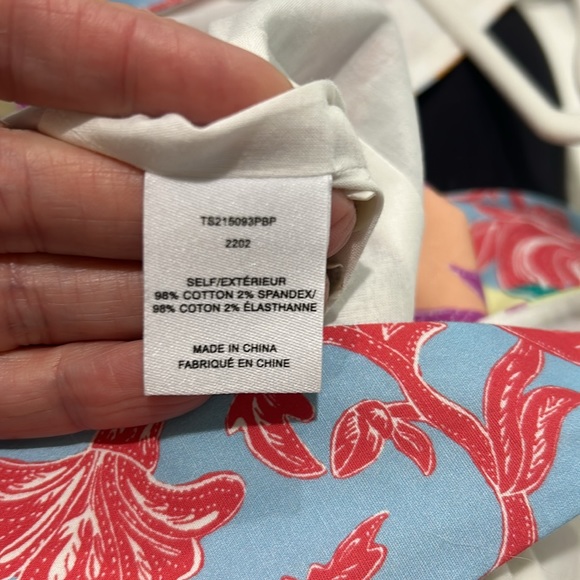 TS215093PBP
2202
SELF/EXTÉRIEUR
98% COTTON 2% SPANDEX/
98% COTON 2% ÉLASTHANNE
MADE IN CHINA
FABRIQUÉ EN CHINE